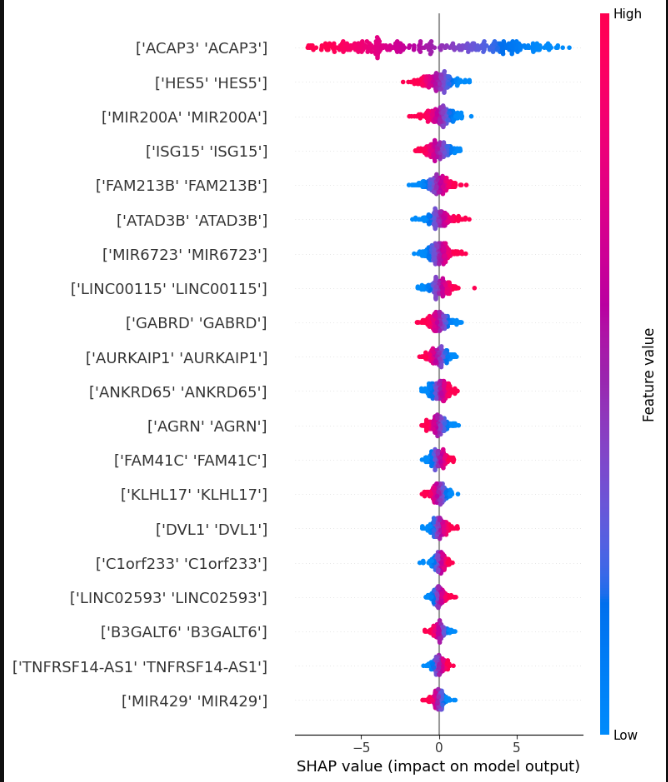 High
['ACAP3' 'ACAP3']
['HES5' 'HES5']
['MIR200A' 'MIR200A']
['ISG15' 'ISG15']
['FAM213B' 'FAM213B']
['ATAD3B' 'ATAD3B']
['MIR6723' 'MIR6723']
['LINC00115' 'LINC00115']
['GABRD' 'GABRD']
['AURKAIP1' 'AURKAIP1']
['ANKRD65' 'ANKRD65']
['AGRN' 'AGRN']
['FAM41C' 'FAM41C']
['KLHL17' 'KLHL17']
['DVL1' 'DVL1']
['C1orf233' 'C1orf233']
['LINC02593' 'LINC02593']
['B3GALT6' 'B3GALT6']
['TNFRSF14-AS1' 'TNFRSF14-AS1']
['MIR429' 'MIR429']
Feature value
Low
−5 0 5
SHAP value (impact on model output)